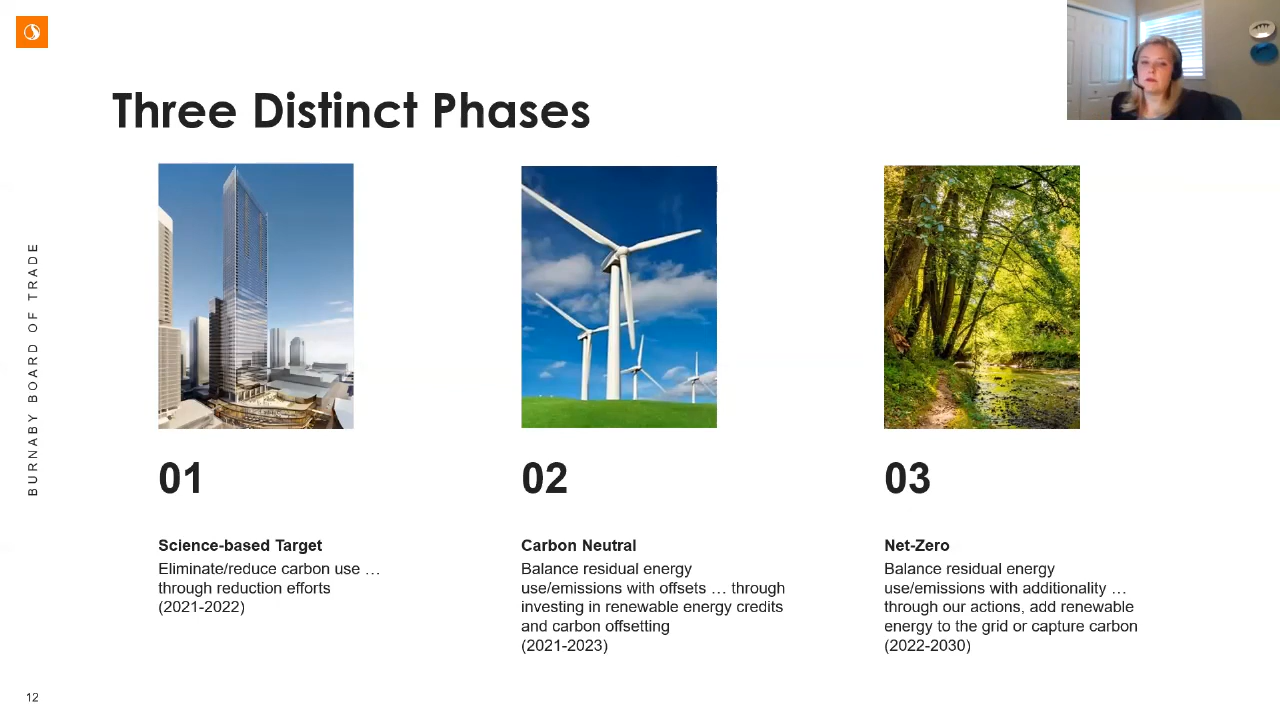 Three Distinct Phases
BURNABY BOARD OF TRADE
01
Science-based Target
Eliminate/reduce carbon use …
through reduction efforts
(2021-2022)
02
Carbon Neutral
Balance residual energy
use/emissions with offsets … through
investing in renewable energy credits
and carbon offsetting
(2021-2023)
03
Net-Zero
Balance residual energy
use/emissions with additionality …
through our actions, add renewable
energy to the grid or capture carbon
(2022-2030)
12